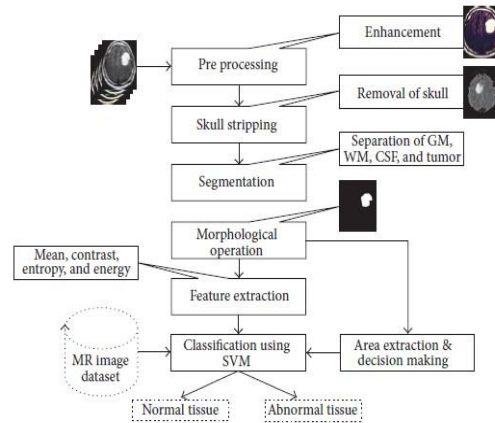 Enhancement
Pre processing
Removal of skull
Skull stripping
Separation of GM,
WM, CSF, and tumor
Segmentation
Morphological
operation
Mean, contrast,
entropy, and energy
Feature extraction
MR image
dataset
Classification using
SVM
Area extraction &
decision making
Normal tissue
Abnormal tissue